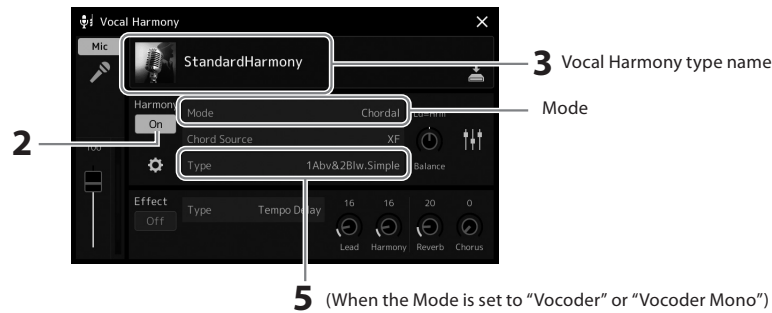 Vocal Harmony
Mic
StandardHarmony
3 Vocal Harmony type name
Harmony
On
Mode Chordal
Mode
2
100
Chord Source XF
Type 1Abv&2Blw.Simple
Balance
Effect
Off
Type Tempo Delay
16 16 20 0
Lead Harmony Reverb Chorus
5 (When the Mode is set to “Vocoder” or “Vocoder Mono”)